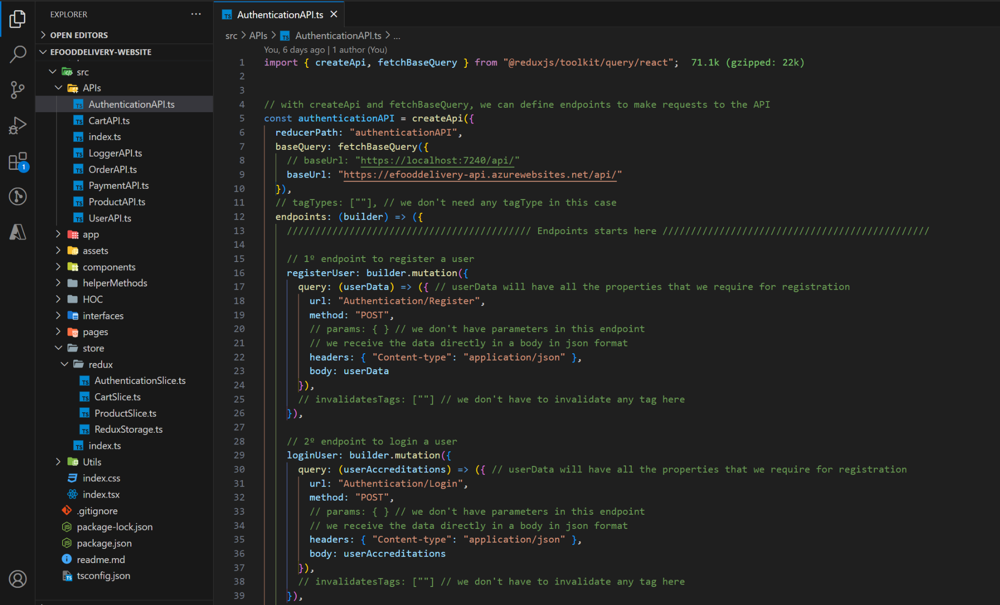 EXPLORER
OPEN EDITORS
EFOODDELIVERY-WEBSITE
src
APIs
TS AuthenticationAPI.ts
TS CartAPI.ts
TS index.ts
TS LoggerAPI.ts
TS OrderAPI.ts
TS PaymentAPI.ts
TS ProductAPI.ts
TS UserAPI.ts
app
assets
components
helperMethods
HOC
interfaces
pages
store
redux
TS AuthenticationSlice.ts
TS CartSlice.ts
TS ProductSlice.ts
TS ReduxStorage.ts
TS index.ts
Utils
index.css
index.tsx
.gitignore
package-lock.json
package.json
readme.md
tsconfig.json
1
TS AuthenticationAPI.ts
src > APIs > TS AuthenticationAPI.ts > ...
You, 6 days ago | 1 author (You)
1 import { createApi, fetchBaseQuery } from "@reduxjs/toolkit/query/react"; 71.1k (gzipped: 22k)
2
3
4 // with createApi and fetchBaseQuery, we can define endpoints to make requests to the API
5 const authenticationAPI = createApi({
6 reducerPath: "authenticationAPI",
7 baseQuery: fetchBaseQuery({
8 // baseUrl: "https://localhost:7240/api/"
9 baseUrl: "https://efooddelivery-api.azurewebsites.net/api/"
10 }),
11 // tagTypes: [""], // we don't need any tagType in this case
12 endpoints: (builder) => ({
13 /////////////////////////////////////////// Endpoints starts here ///////////////////////////////////////////////
14
15 // 1º endpoint to register a user
16 registerUser: builder.mutation({
17 query: (userData) => ({ // userData will have all the properties that we require for registration
18 url: "Authentication/Register",
19 method: "POST",
20 // params: { } // we don't have parameters in this endpoint
21 // we receive the data directly in a body in json format
22 headers: { "Content-type": "application/json" },
23 body: userData
24 }),
25 // invalidatesTags: [""] // we don't have to invalidate any tag here
26 }),
27
28 // 2º endpoint to login a user
29 loginUser: builder.mutation({
30 query: (userAccreditations) => ({ // userData will have all the properties that we require for registration
31 url: "Authentication/Login",
32 method: "POST",
33 // params: { } // we don't have parameters in this endpoint
34 // we receive the data directly in a body in json format
35 headers: { "Content-type": "application/json" },
36 body: userAccreditations
37 }),
38 // invalidatesTags: [""] // we don't have to invalidate any tag here
39 }),